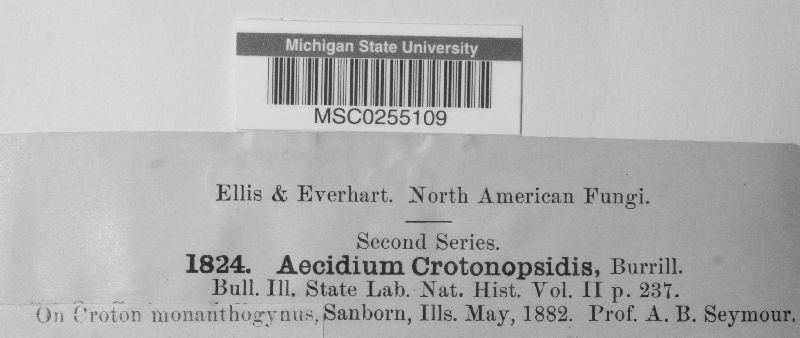 Michigan State University
MSC0255109
Ellis & Everhart. North American Fungi.
Second Series.
1824. Aecidium Crotonopsidis, Burrill.
Bull. Ill. State Lab. Nat. Hist. Vol. II p. 237.
On Croton monanthogynus, Sanborn, Ills. May, 1882. Prof. A. B. Seymour.